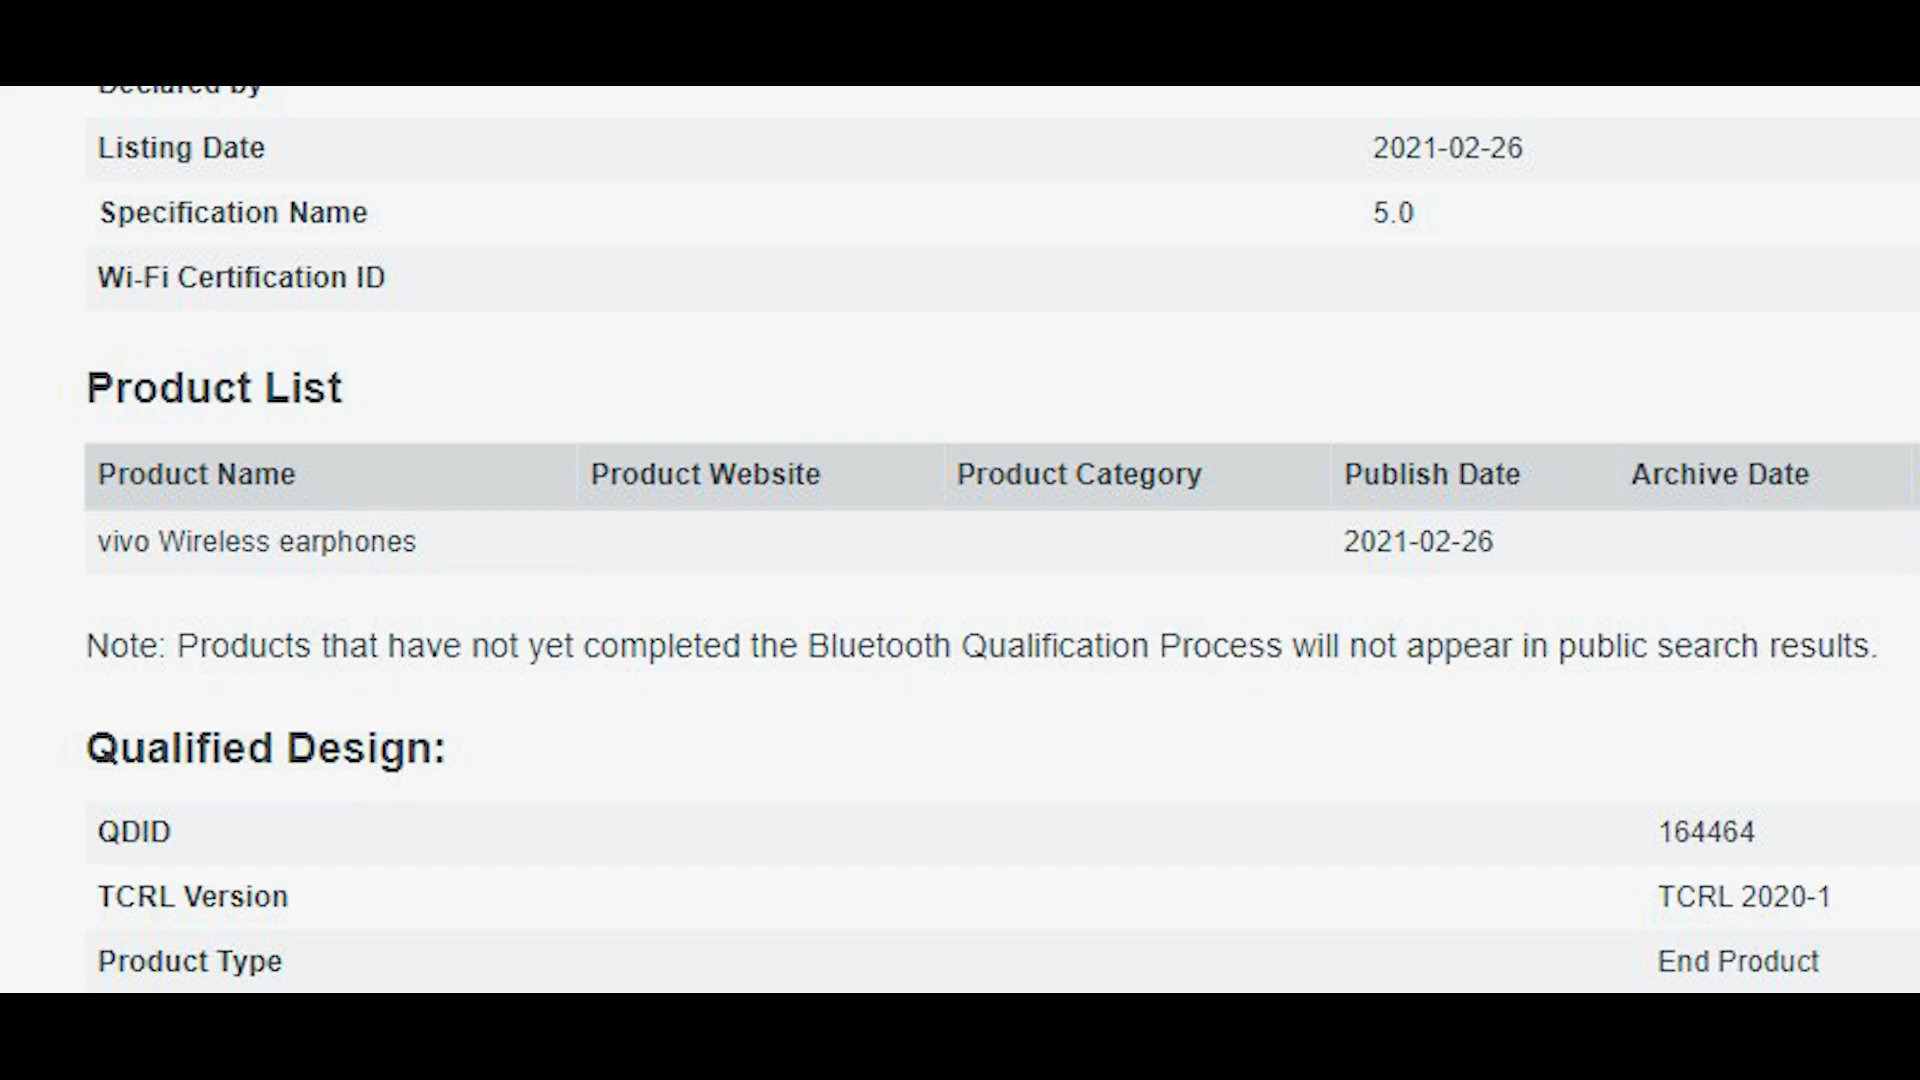 Declared by
Listing Date 2021-02-26
Specification Name 5.0
Wi-Fi Certification ID
Product List
Product Name Product Website Product Category Publish Date Archive Date
vivo Wireless earphones 2021-02-26
Note: Products that have not yet completed the Bluetooth Qualification Process will not appear in public search results.
Qualified Design:
QDID 164464
TCRL Version TCRL 2020-1
Product Type End Product